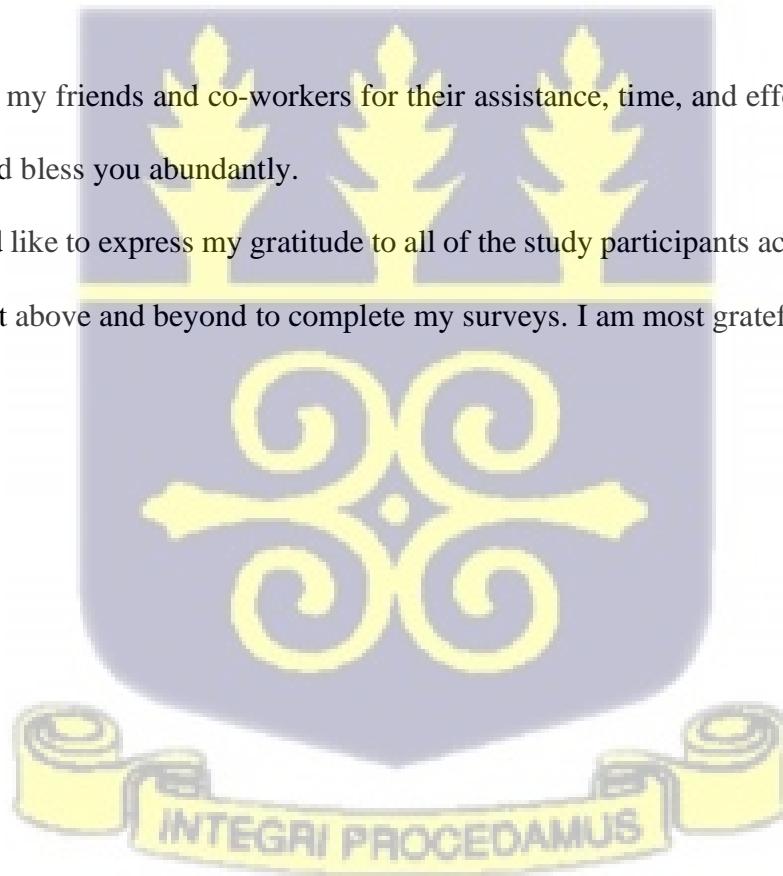 my friends and co-workers for their assistance, time, and eff
d bless you abundantly.
l like to express my gratitude to all of the study participants ac
t above and beyond to complete my surveys. I am most gratef
INTEGRI PROCEDAMUS